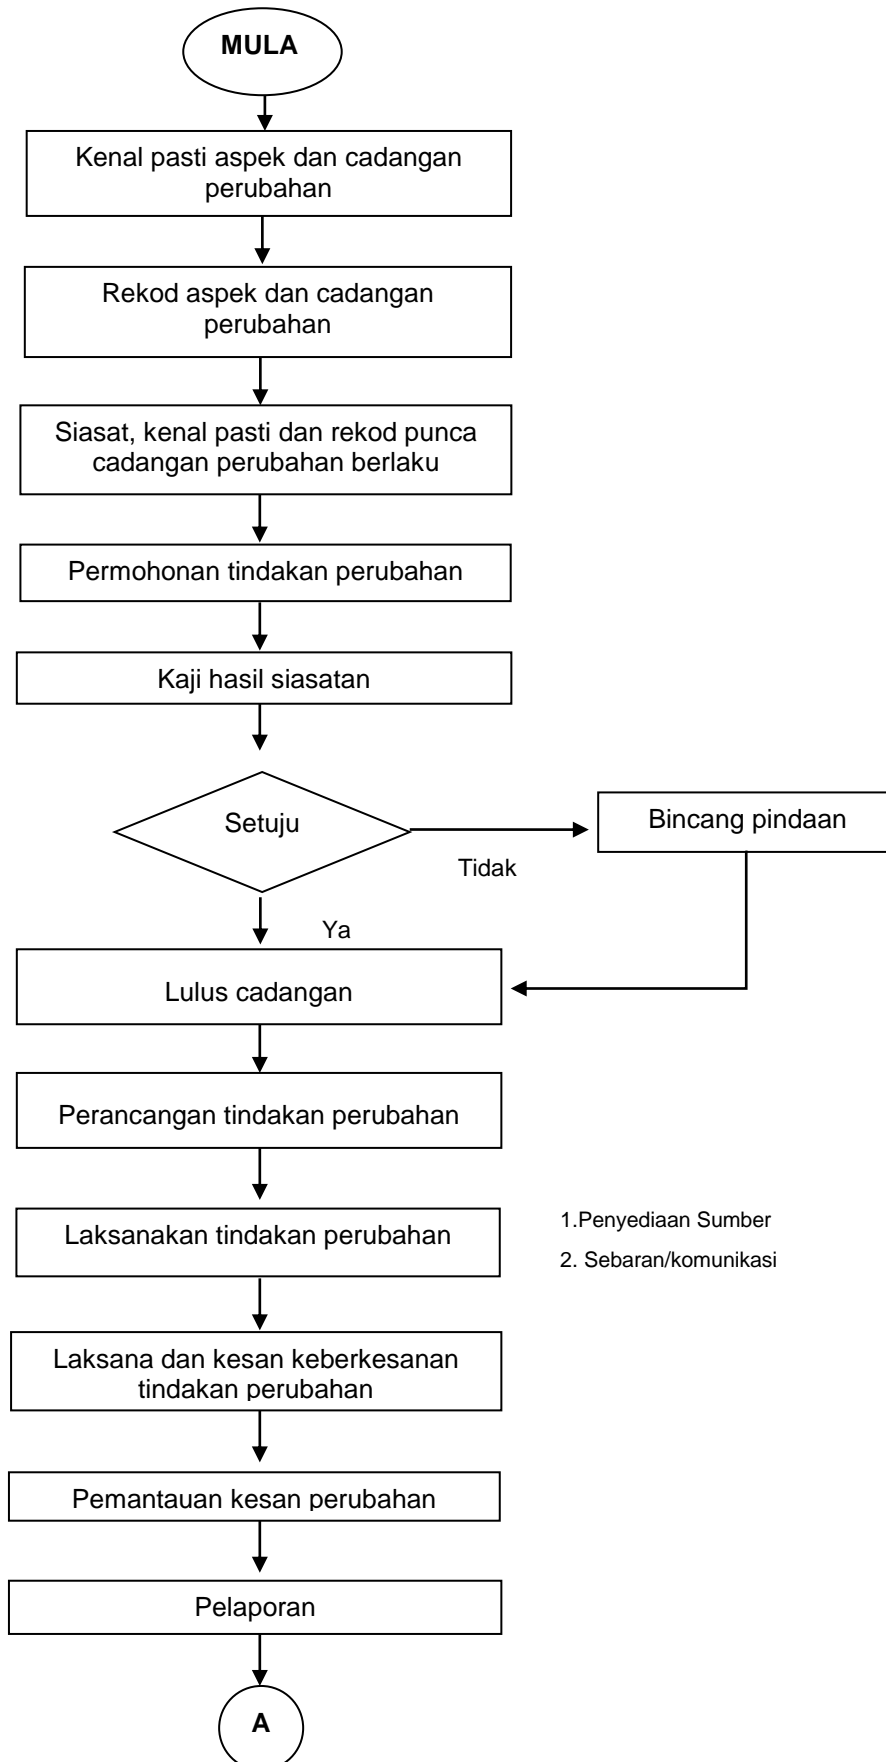 MULA
Kenal pasti aspek dan cadangan
perubahan
Rekod aspek dan cadangan
perubahan
Siasat, kenal pasti dan rekod punca
cadangan perubahan berlaku
Permohonan tindakan perubahan
Kaji hasil siasatan
Setuju
Bincang pindaan
Tidak
Ya
Lulus cadangan
Perancangan tindakan perubahan
Laksanakan tindakan perubahan
1.Penyediaan Sumber
2. Sebaran/komunikasi
Laksana dan kesan keberkesanan
tindakan perubahan
Pemantauan kesan perubahan
Pelaporan
A